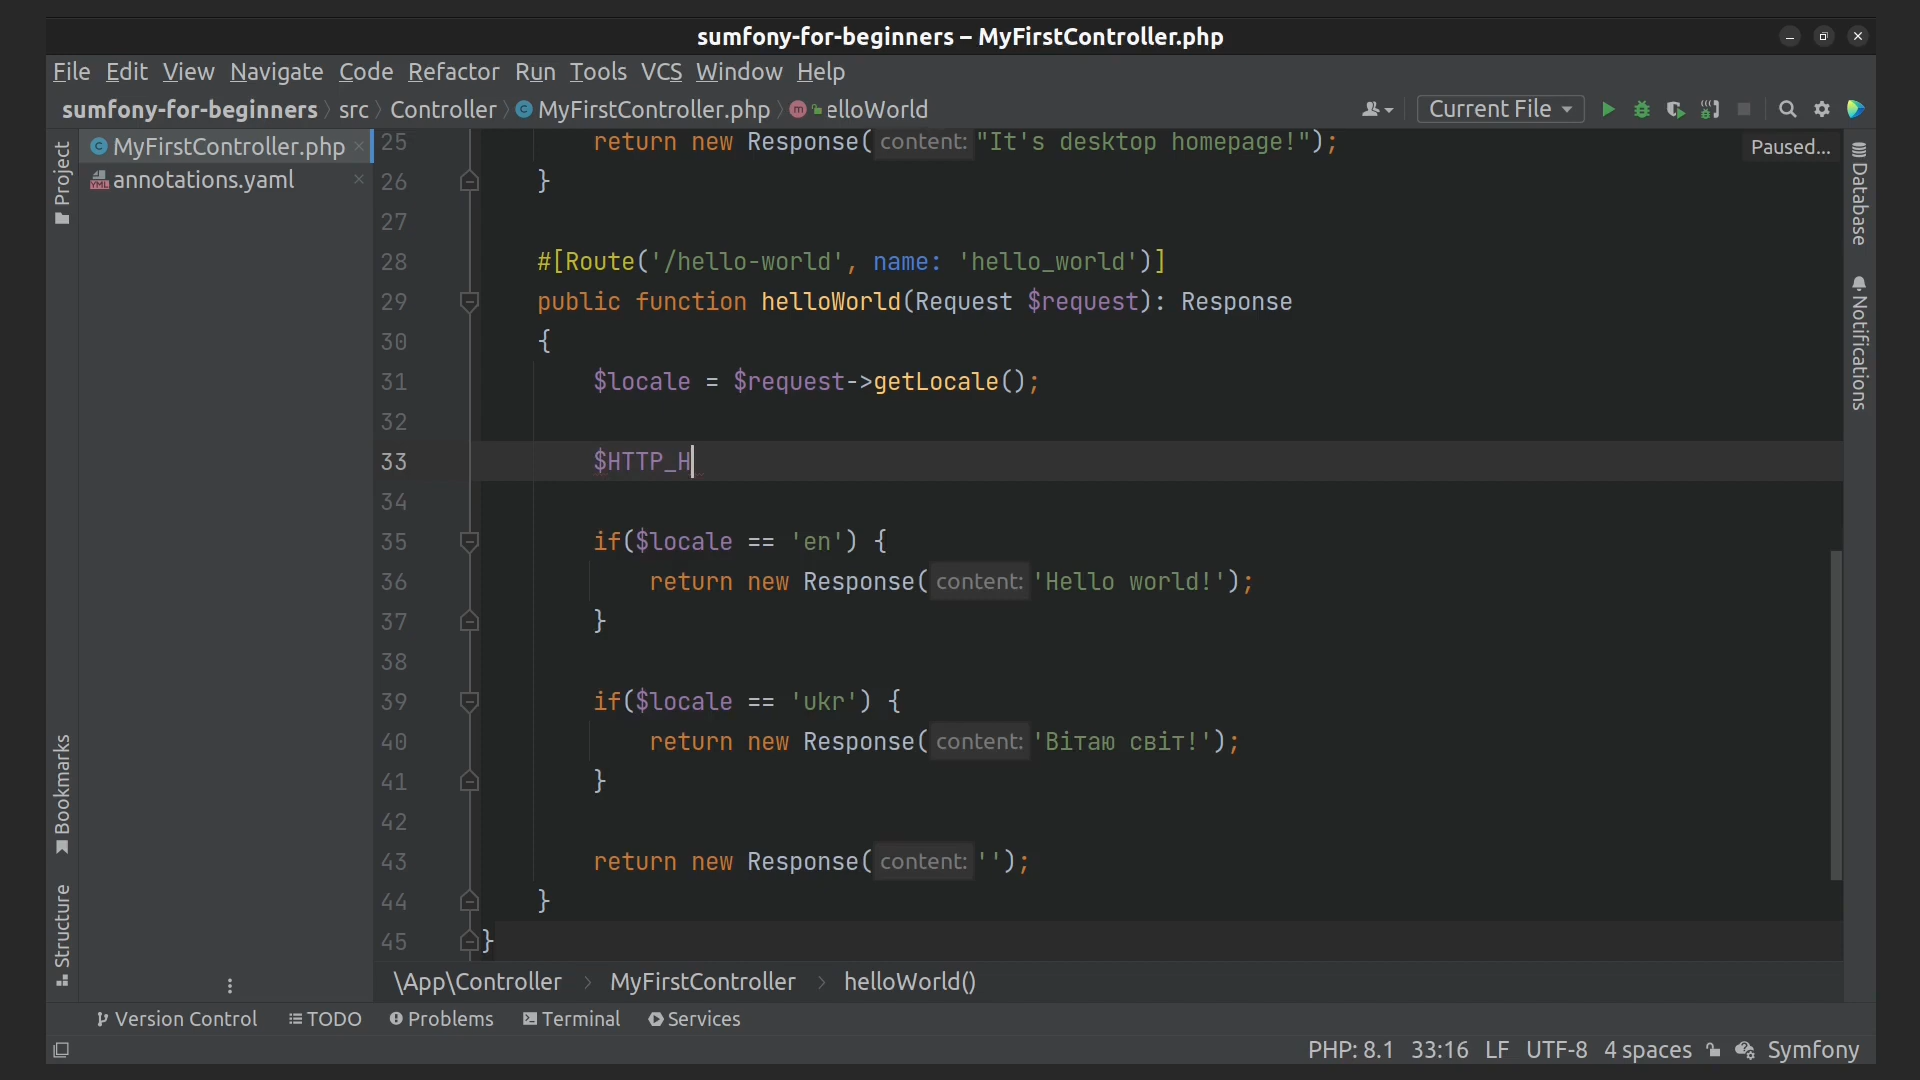 sumfony-for-beginners – MyFirstController.php
File Edit View Navigate Code Refactor Run Tools VCS Window Help
sumfony-for-beginners src Controller MyFirstController.php elloWorld Current File
MyFirstController.php
annotations.yaml
Project
Bookmarks
Structure
25 return new Response( content: "It's desktop homepage!");
26 }
27
28 #[Route('/hello-world', name: 'hello_world')]
29 public function helloWorld(Request $request): Response
30 {
31 $locale = $request->getLocale();
32
33 $HTTP_H
34
35 if($locale == 'en') {
36 return new Response( content: 'Hello world!');
37 }
38
39 if($locale == 'ukr') {
40 return new Response( content: 'Вітаю світ!');
41 }
42
43 return new Response( content: '');
44 }
45 }
Paused...
Database
Notifications
\App\Controller MyFirstController helloWorld()
Version Control TODO Problems Terminal Services
PHP: 8.1 33:16 LF UTF-8 4 spaces Symfony